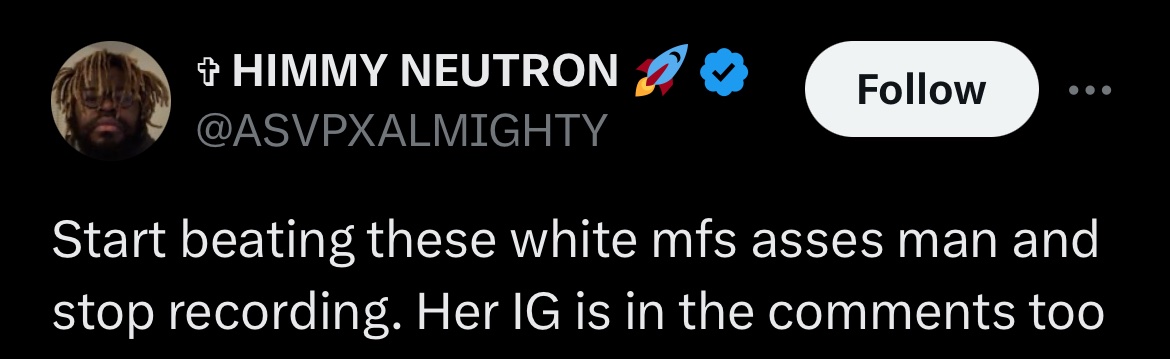 ✞ HIMMY NEUTRON 🚀
Follow
@ASVPXALMIGHTY
Start beating these white mfs asses man and
stop recording. Her IG is in the comments too